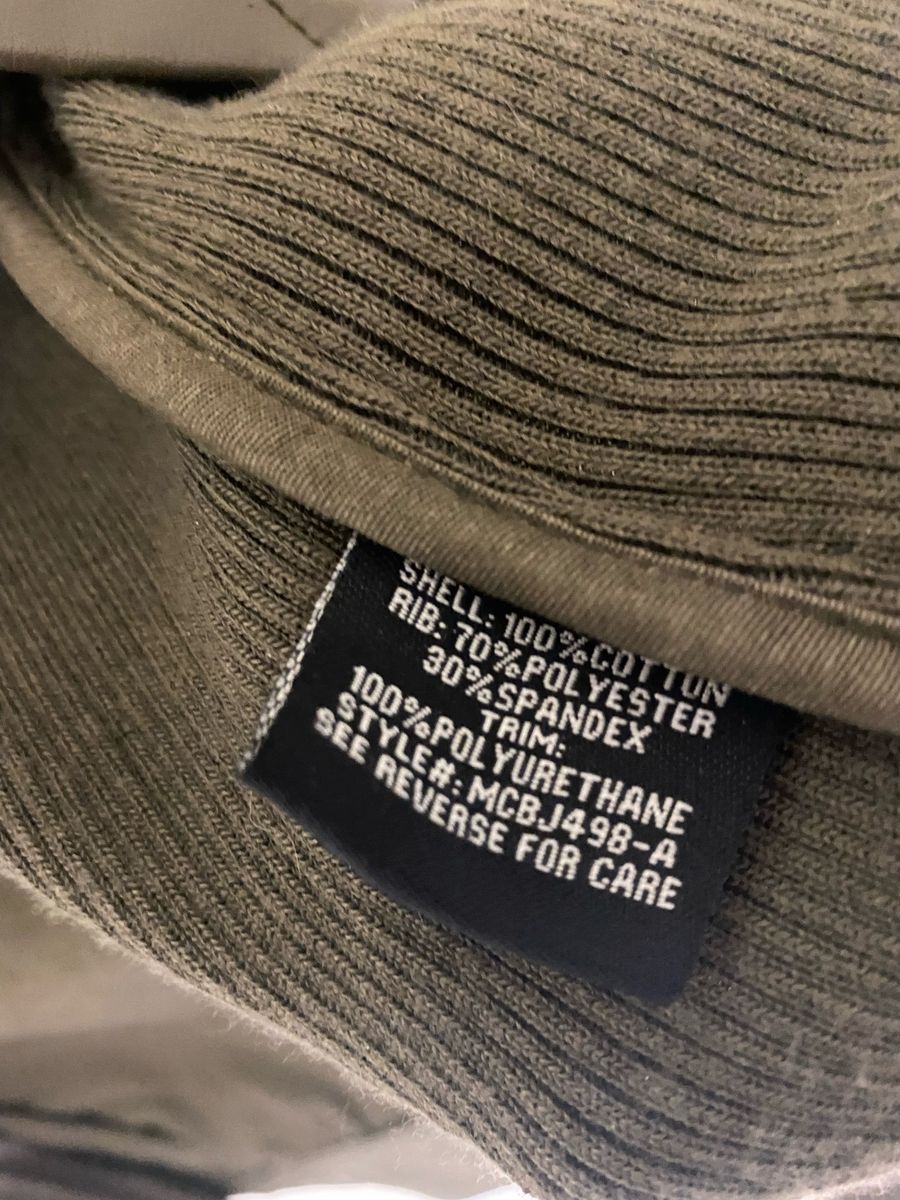 SHELL: 100%COTTON
RIB: 70%POLYESTER
30%SPANDEX
TRIM:
100%POLYURETHANE
STYLE#: MCBJ498-A
SEE REVERSE FOR CARE